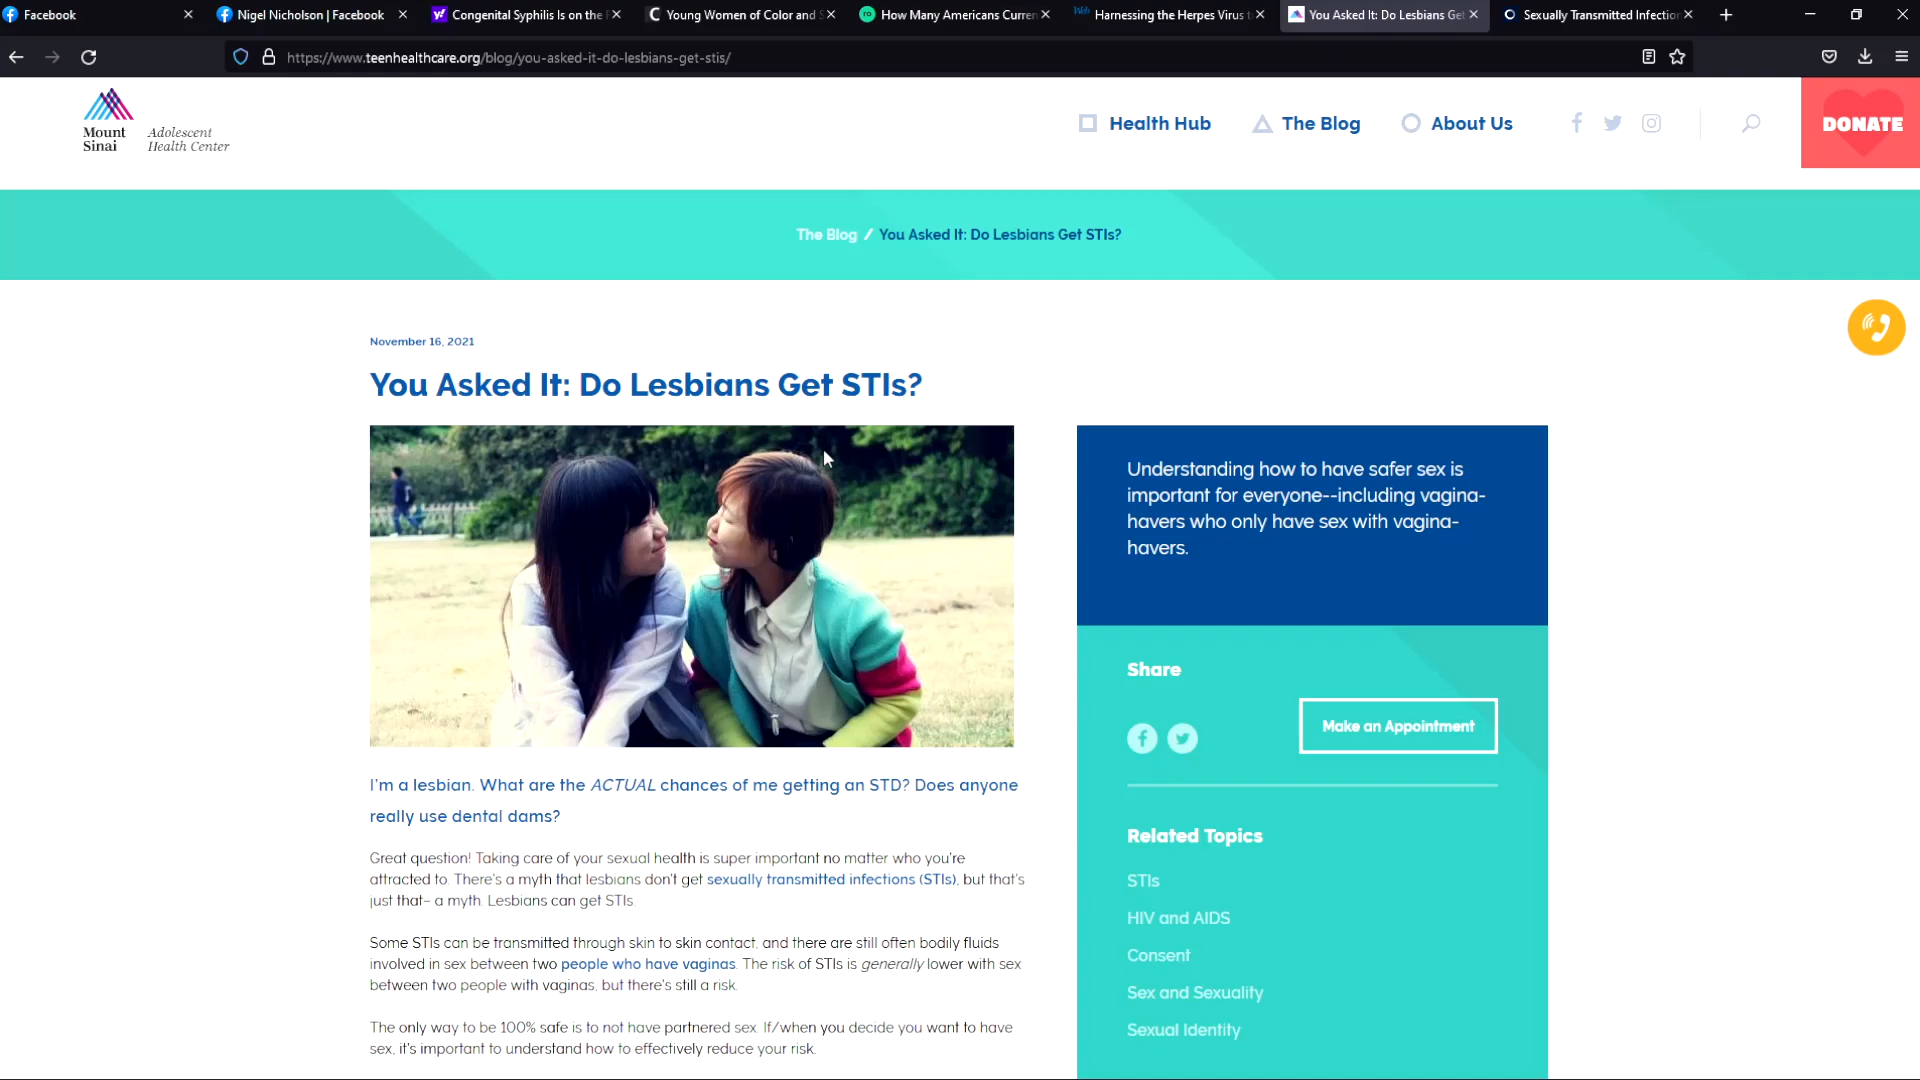 Facebook
Nigel Nicholson | Facebook
Congenital Syphilis Is on the
Young Women of Color and S
How Many Americans Curren
Harnessing the Herpes Virus t
You Asked It: Do Lesbians Get
Sexually Transmitted Infection
https://www.teenhealthcare.org/blog/you-asked-it-do-lesbians-get-stis/
Mount
Sinai
Adolescent
Health Center
Health Hub
The Blog
About Us
DONATE
The Blog / You Asked It: Do Lesbians Get STIs?
November 16, 2021
You Asked It: Do Lesbians Get STIs?
I'm a lesbian. What are the ACTUAL chances of me getting an STD? Does anyone
really use dental dams?
Great question! Taking care of your sexual health is super important no matter who you're
attracted to. There's a myth that lesbians don't get sexually transmitted infections (STIs), but that's
just that– a myth. Lesbians can get STIs.
Some STIs can be transmitted through skin to skin contact, and there are still often bodily fluids
involved in sex between two people who have vaginas. The risk of STIs is generally lower with sex
between two people with vaginas, but there's still a risk.
The only way to be 100% safe is to not have partnered sex. If/when you decide you want to have
sex, it's important to understand how to effectively reduce your risk.
Understanding how to have safer sex is
important for everyone--including vagina-
havers who only have sex with vagina-
havers.
Share
Make an Appointment
Related Topics
STIs
HIV and AIDS
Consent
Sex and Sexuality
Sexual Identity